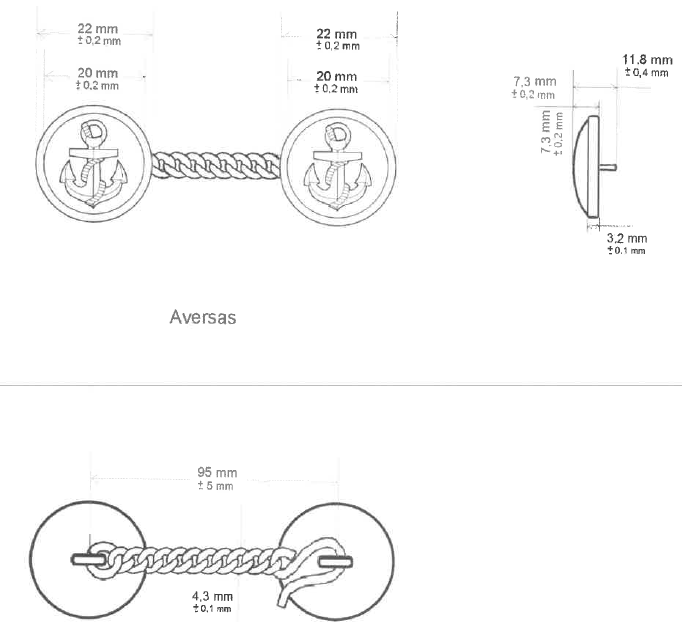 22 mm
± 0,2 mm
22 mm
± 0,2 mm
20 mm
± 0,2 mm
20 mm
± 0,2 mm
11.8 mm
± 0,4 mm
7,3 mm
± 0,2 mm
7,3 mm
± 0,2 mm
3,2 mm
± 0.1 mm
Aversas
95 mm
± 5 mm
4,3 mm
± 0,1 mm